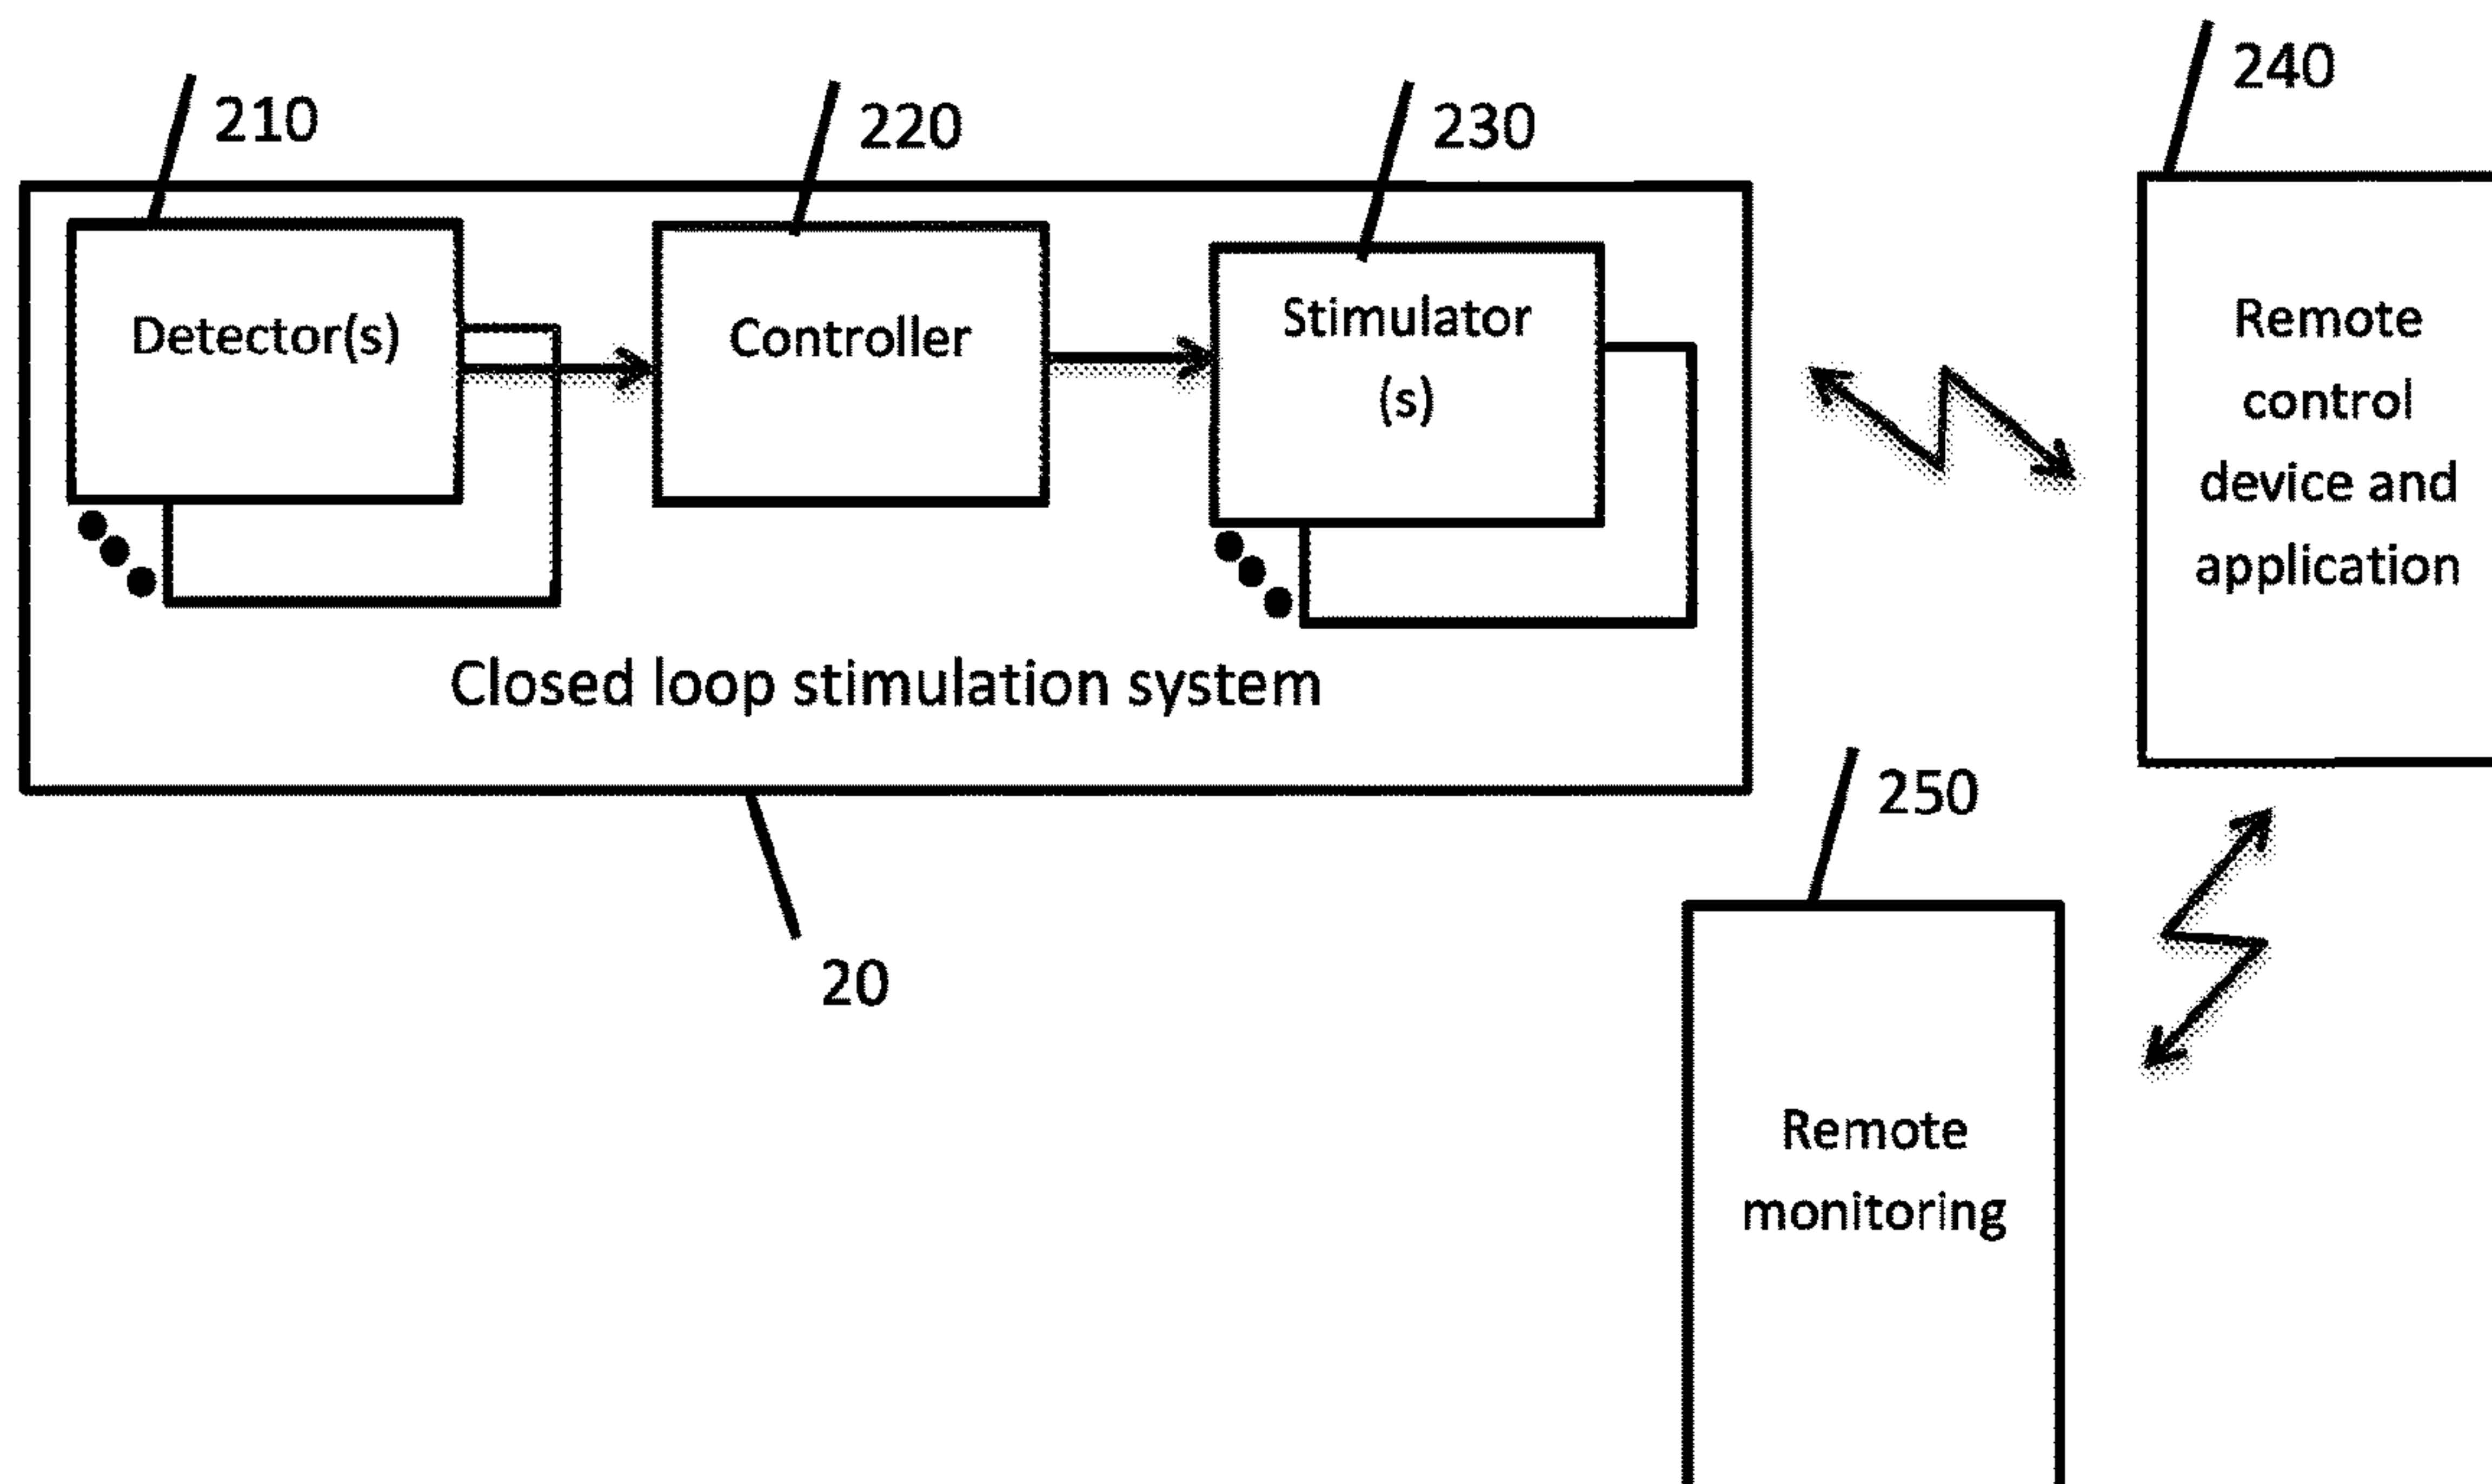 210
220
230
240
Detector(s)
Controller
Stimulator
(s)
Remote
control
device and
application
Closed loop stimulation system
250
20
Remote
monitoring